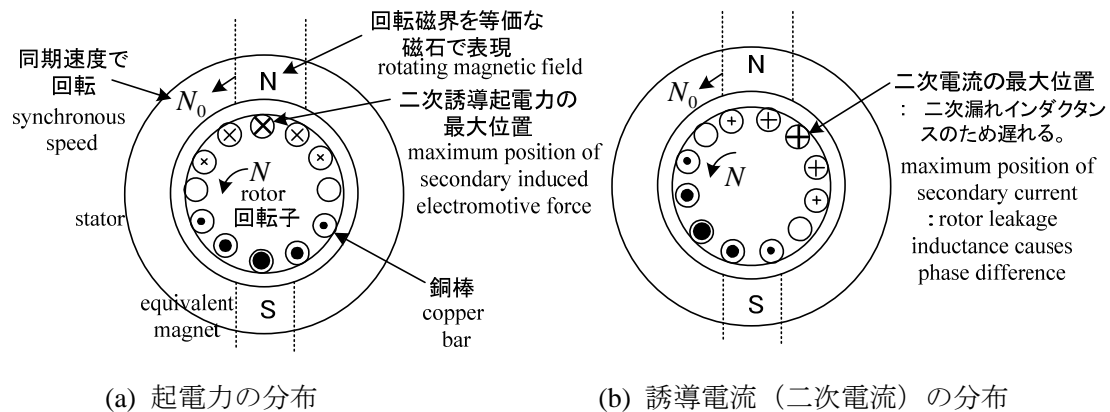 同期速度で
回転
synchronous
speed
N₀
N
回転磁界を等価な
磁石で表現
rotating magnetic field
二次誘導起電力の
最大位置
maximum position of
secondary induced
electromotive force
N
rotor
回転子
stator
equivalent
magnet
S
銅棒
copper
bar
(a) 起電力の分布
N
N₀
二次電流の最大位置
: 二次漏れインダクタン
スのため遅れる。
maximum position of
secondary current
: rotor leakage
inductance causes
phase difference
N
S
(b) 誘導電流（二次電流）の分布